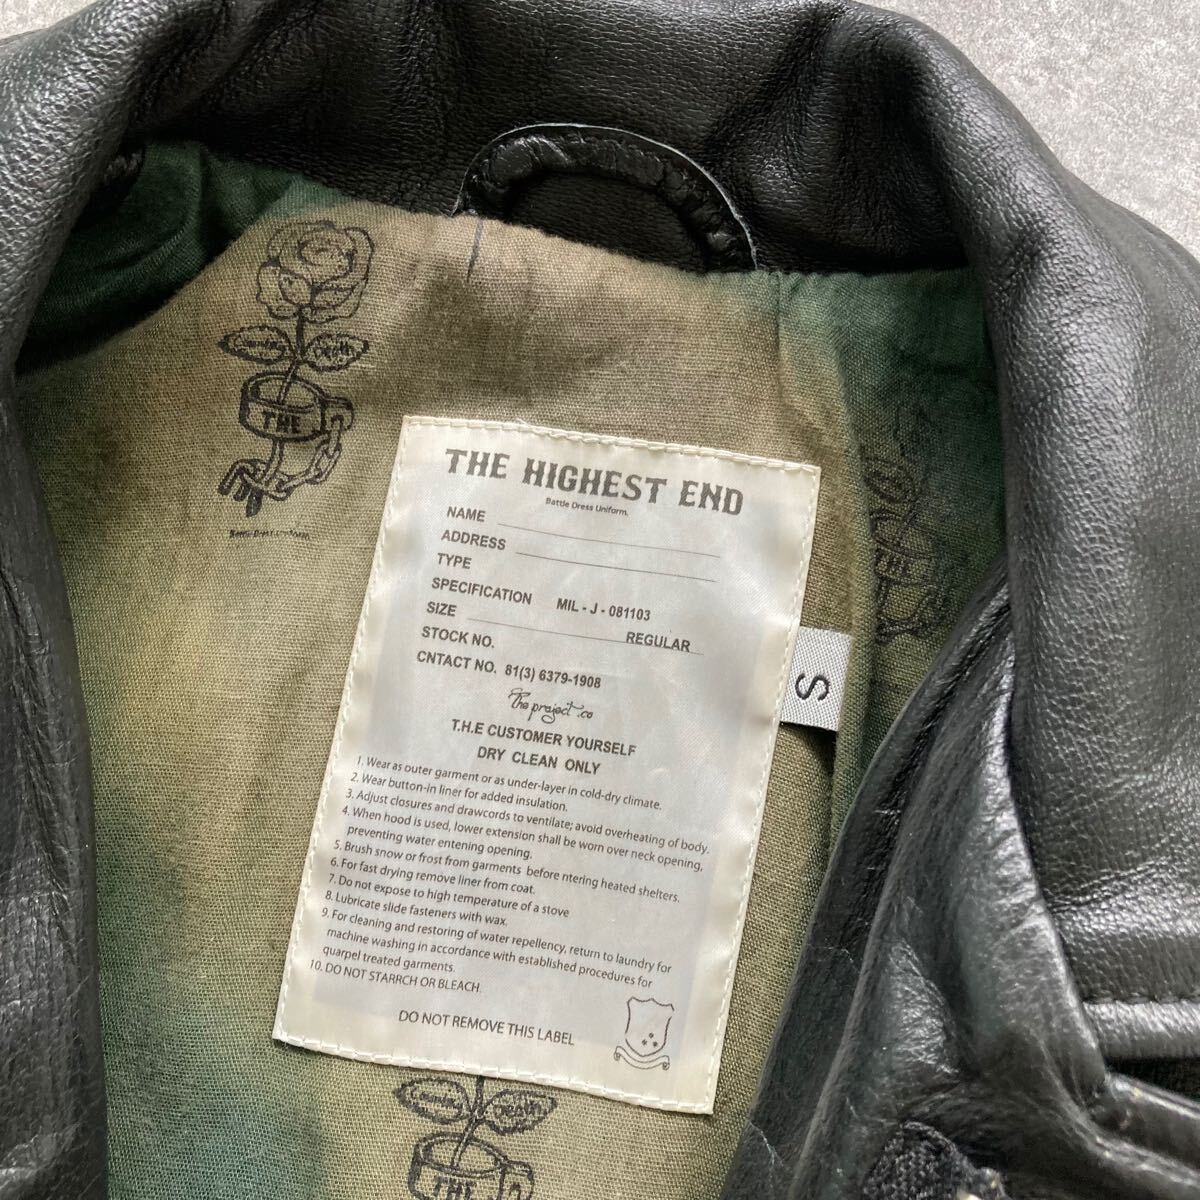 THE
Battle Dress Uniform.
THE HIGHEST END
Battle Dress Uniform.
NAME
ADDRESS
TYPE
SPECIFICATION MIL - J - 081103
SIZE REGULAR
STOCK NO.
CNTACT NO. 81(3) 6379-1908
The project .co
T.H.E CUSTOMER YOURSELF
DRY CLEAN ONLY
1. Wear as outer garment or as under-layer in cold-dry climate.
2. Wear button-in liner for added insulation.
3. Adjust closures and drawcords to ventilate; avoid overheating of body.
4. When hood is used, lower extension shall be worn over neck opening,
preventing water entening opening.
5. Brush snow or frost from garments before ntering heated shelters.
6. For fast drying remove liner from coat.
7. Do not expose to high temperature of a stove
8. Lubricate slide fasteners with wax.
9. For cleaning and restoring of water repellency, return to laundry for
machine washing in accordance with established procedures for
quarpel treated garments.
10. DO NOT STARRCH OR BLEACH.
DO NOT REMOVE THIS LABEL
S
THE
Death
THE